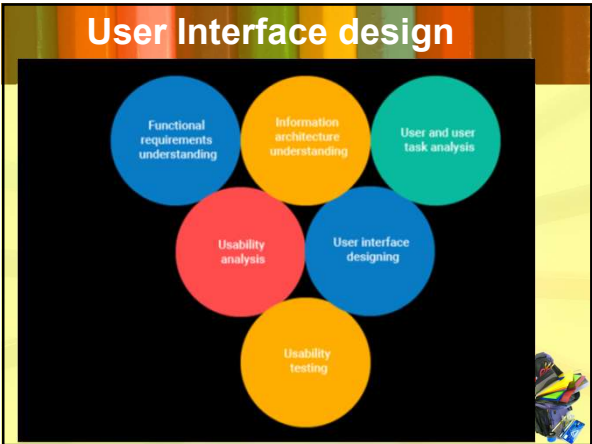 User Interface design
Functional
requirements
understanding
Information
architecture
understanding
User and user
task analysis
Usability
analysis
User interface
designing
Usability
testing